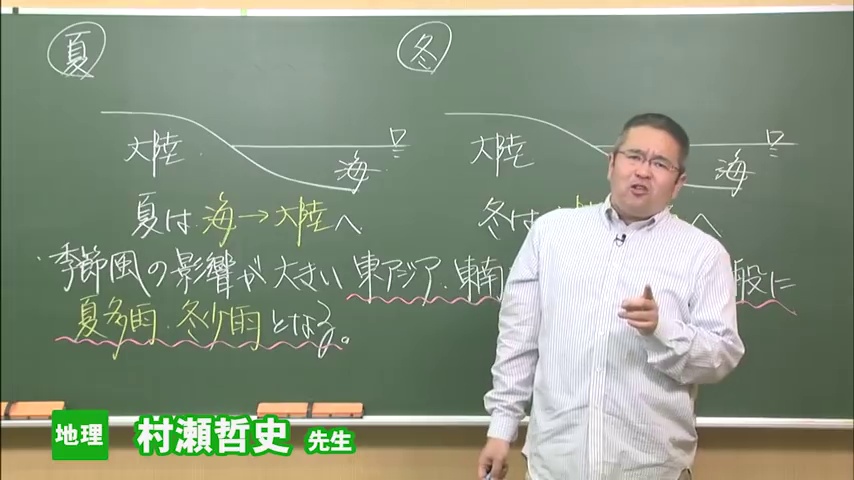 夏
冬
大陸
海
大陸
海
夏は 海→大陸へ
冬は へ
・季節風の影響が大きい 東アジア・東南 般に
夏多雨・冬少雨となる。
地理 村瀬哲史 先生